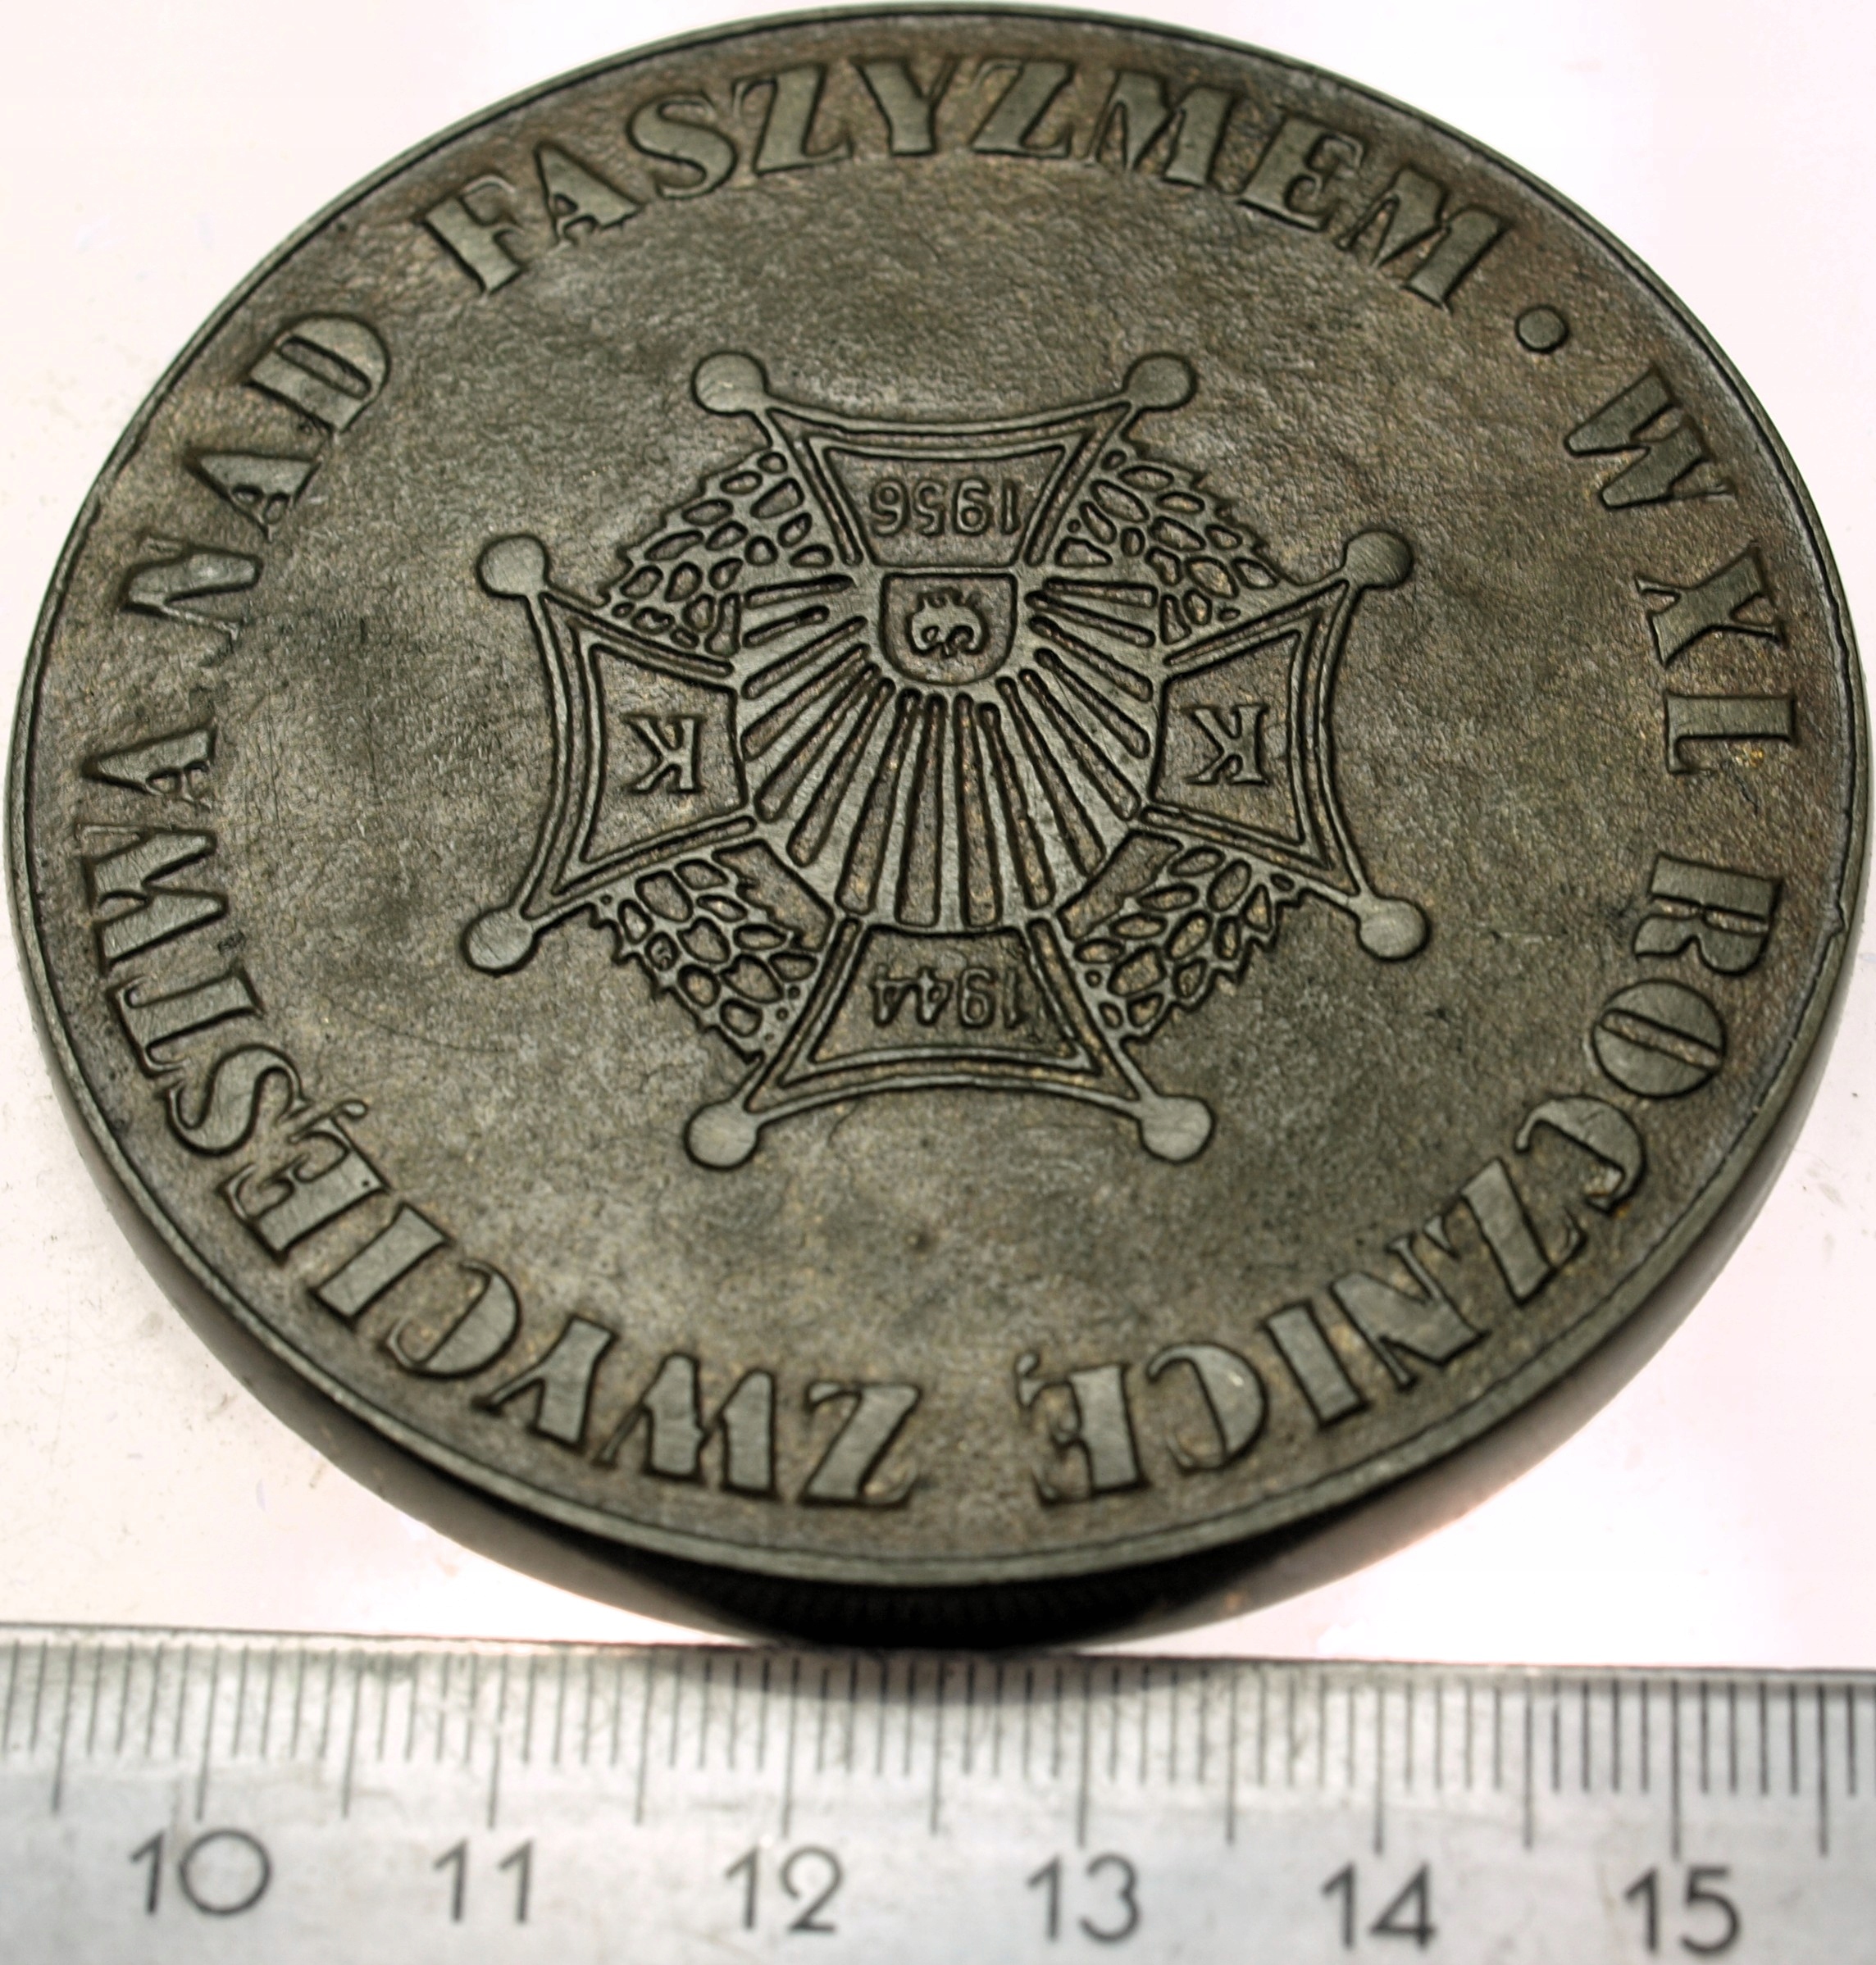 W XL ROCZNICĘ ZWYCIĘSTWA NAD FASZYZMEM •
1944
K K
1956
10 11 12 13 14 15